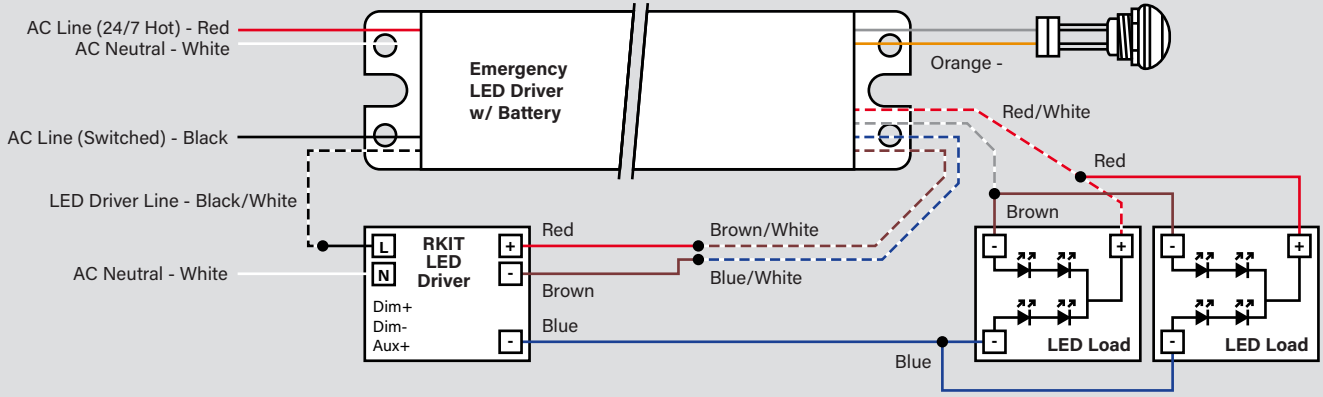 AC Line (24/7 Hot) - Red
AC Neutral - White
Emergency
LED Driver
w/ Battery
Orange -
Red/White
AC Line (Switched) - Black
Red
LED Driver Line - Black/White
Brown
L
RKIT
LED
Driver
+
Red
Brown/White
-
+
-
+
AC Neutral - White
N
-
Brown
Blue/White
Dim+
Dim-
Aux+
-
Blue
Blue
-
LED Load
-
LED Load